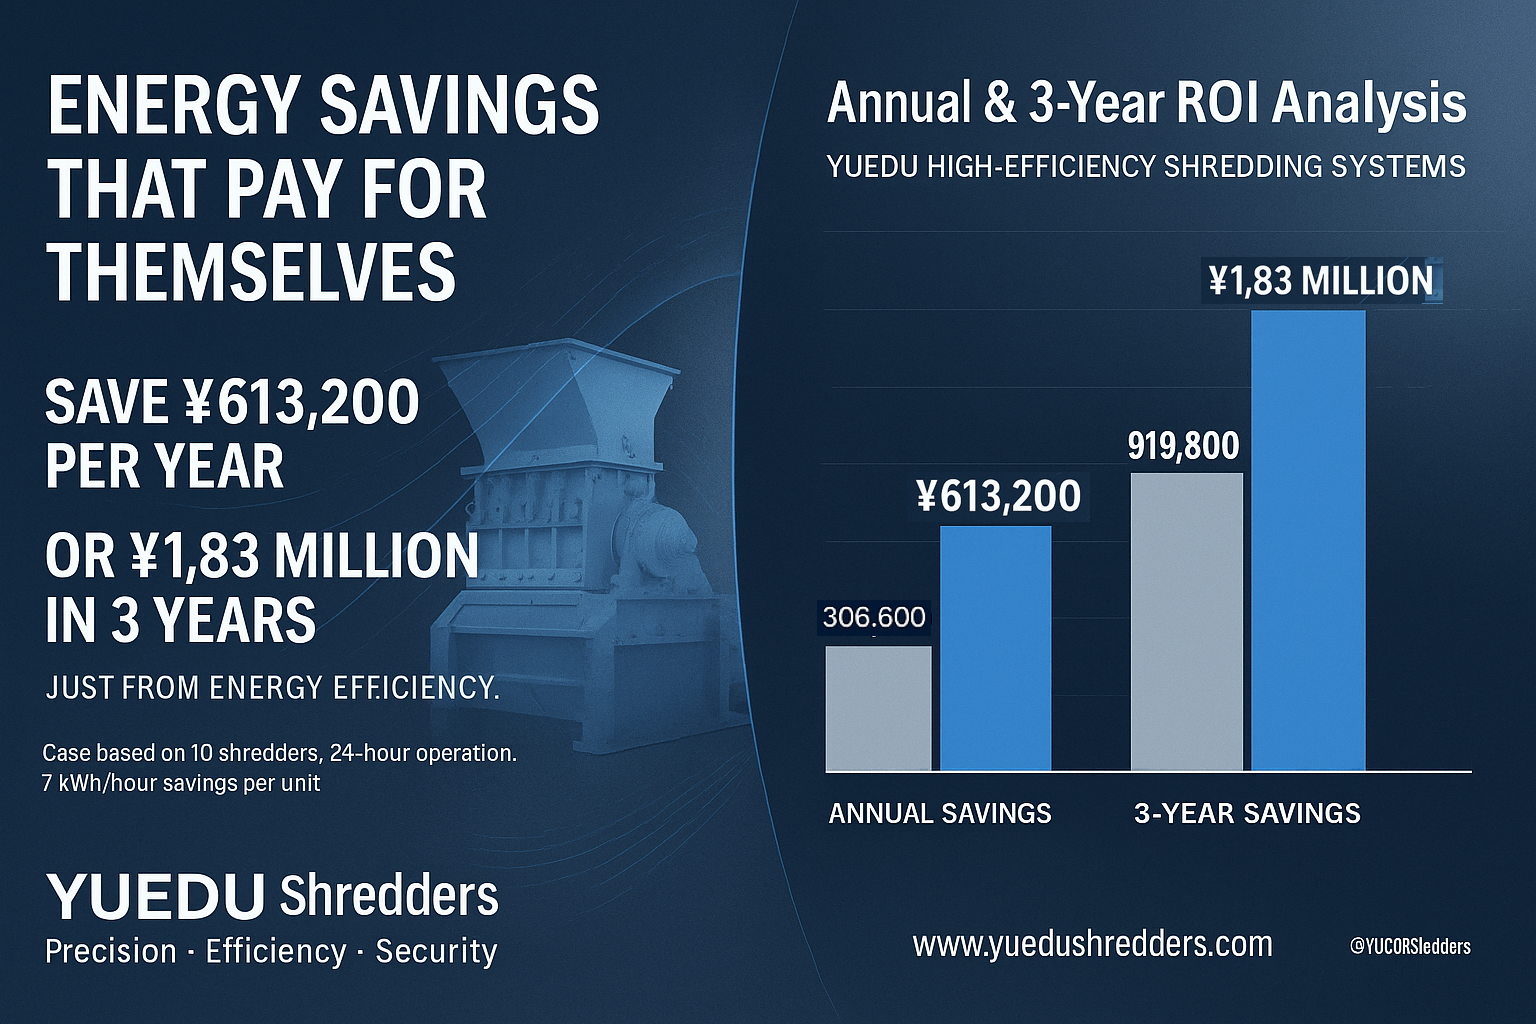 ENERGY SAVINGS
THAT PAY FOR
THEMSELVES
SAVE ¥613,200
PER YEAR
OR ¥1,83 MILLION
IN 3 YEARS
JUST FROM ENERGY EFFICIENCY.
Case based on 10 shredders, 24-hour operation.
7 kWh/hour savings per unit
YUEDU Shredders
Precision · Efficiency · Security
Annual & 3-Year ROI Analysis
YUEDU HIGH-EFFICIENCY SHREDDING SYSTEMS
¥1,83 MILLION
919,800
¥613,200
306.600
ANNUAL SAVINGS
3-YEAR SAVINGS
www.yuedushredders.com
@YUCORSledders